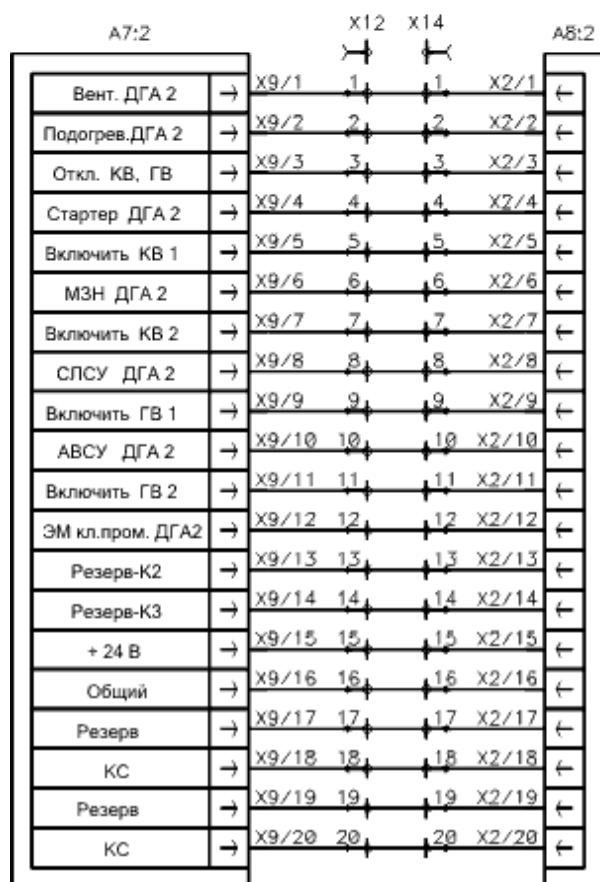 X12 X14
A7:2 A8:2
Вент. ДГА 2 X9/1 1 1 X2/1
Подогрев.ДГА 2 X9/2 2 2 X2/2
Откл. КВ, ГВ X9/3 3 3 X2/3
Стартер ДГА 2 X9/4 4 4 X2/4
Включить КВ 1 X9/5 5 5 X2/5
МЗН ДГА 2 X9/6 6 6 X2/6
Включить КВ 2 X9/7 7 7 X2/7
СЛСУ ДГА 2 X9/8 8 8 X2/8
Включить ГВ 1 X9/9 9 9 X2/9
АВСУ ДГА 2 X9/10 10 10 X2/10
Включить ГВ 2 X9/11 11 11 X2/11
ЭМ кл.пром. ДГА2 X9/12 12 12 X2/12
Резерв-К2 X9/13 13 13 X2/13
Резерв-К3 X9/14 14 14 X2/14
+ 24 В X9/15 15 15 X2/15
Общий X9/16 16 16 X2/16
Резерв X9/17 17 17 X2/17
КС X9/18 18 18 X2/18
Резерв X9/19 19 19 X2/19
КС X9/20 20 20 X2/20